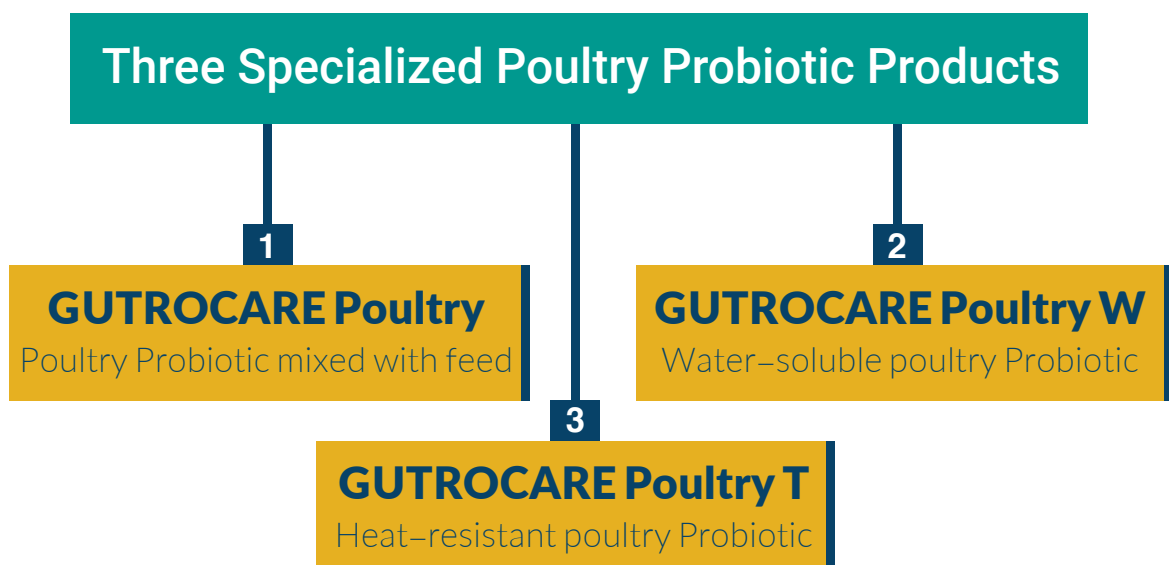 Three Specialized Poultry Probiotic Products
1
GUTROCARE Poultry
Poultry Probiotic mixed with feed
2
GUTROCARE Poultry W
Water-soluble poultry Probiotic
3
GUTROCARE Poultry T
Heat-resistant poultry Probiotic